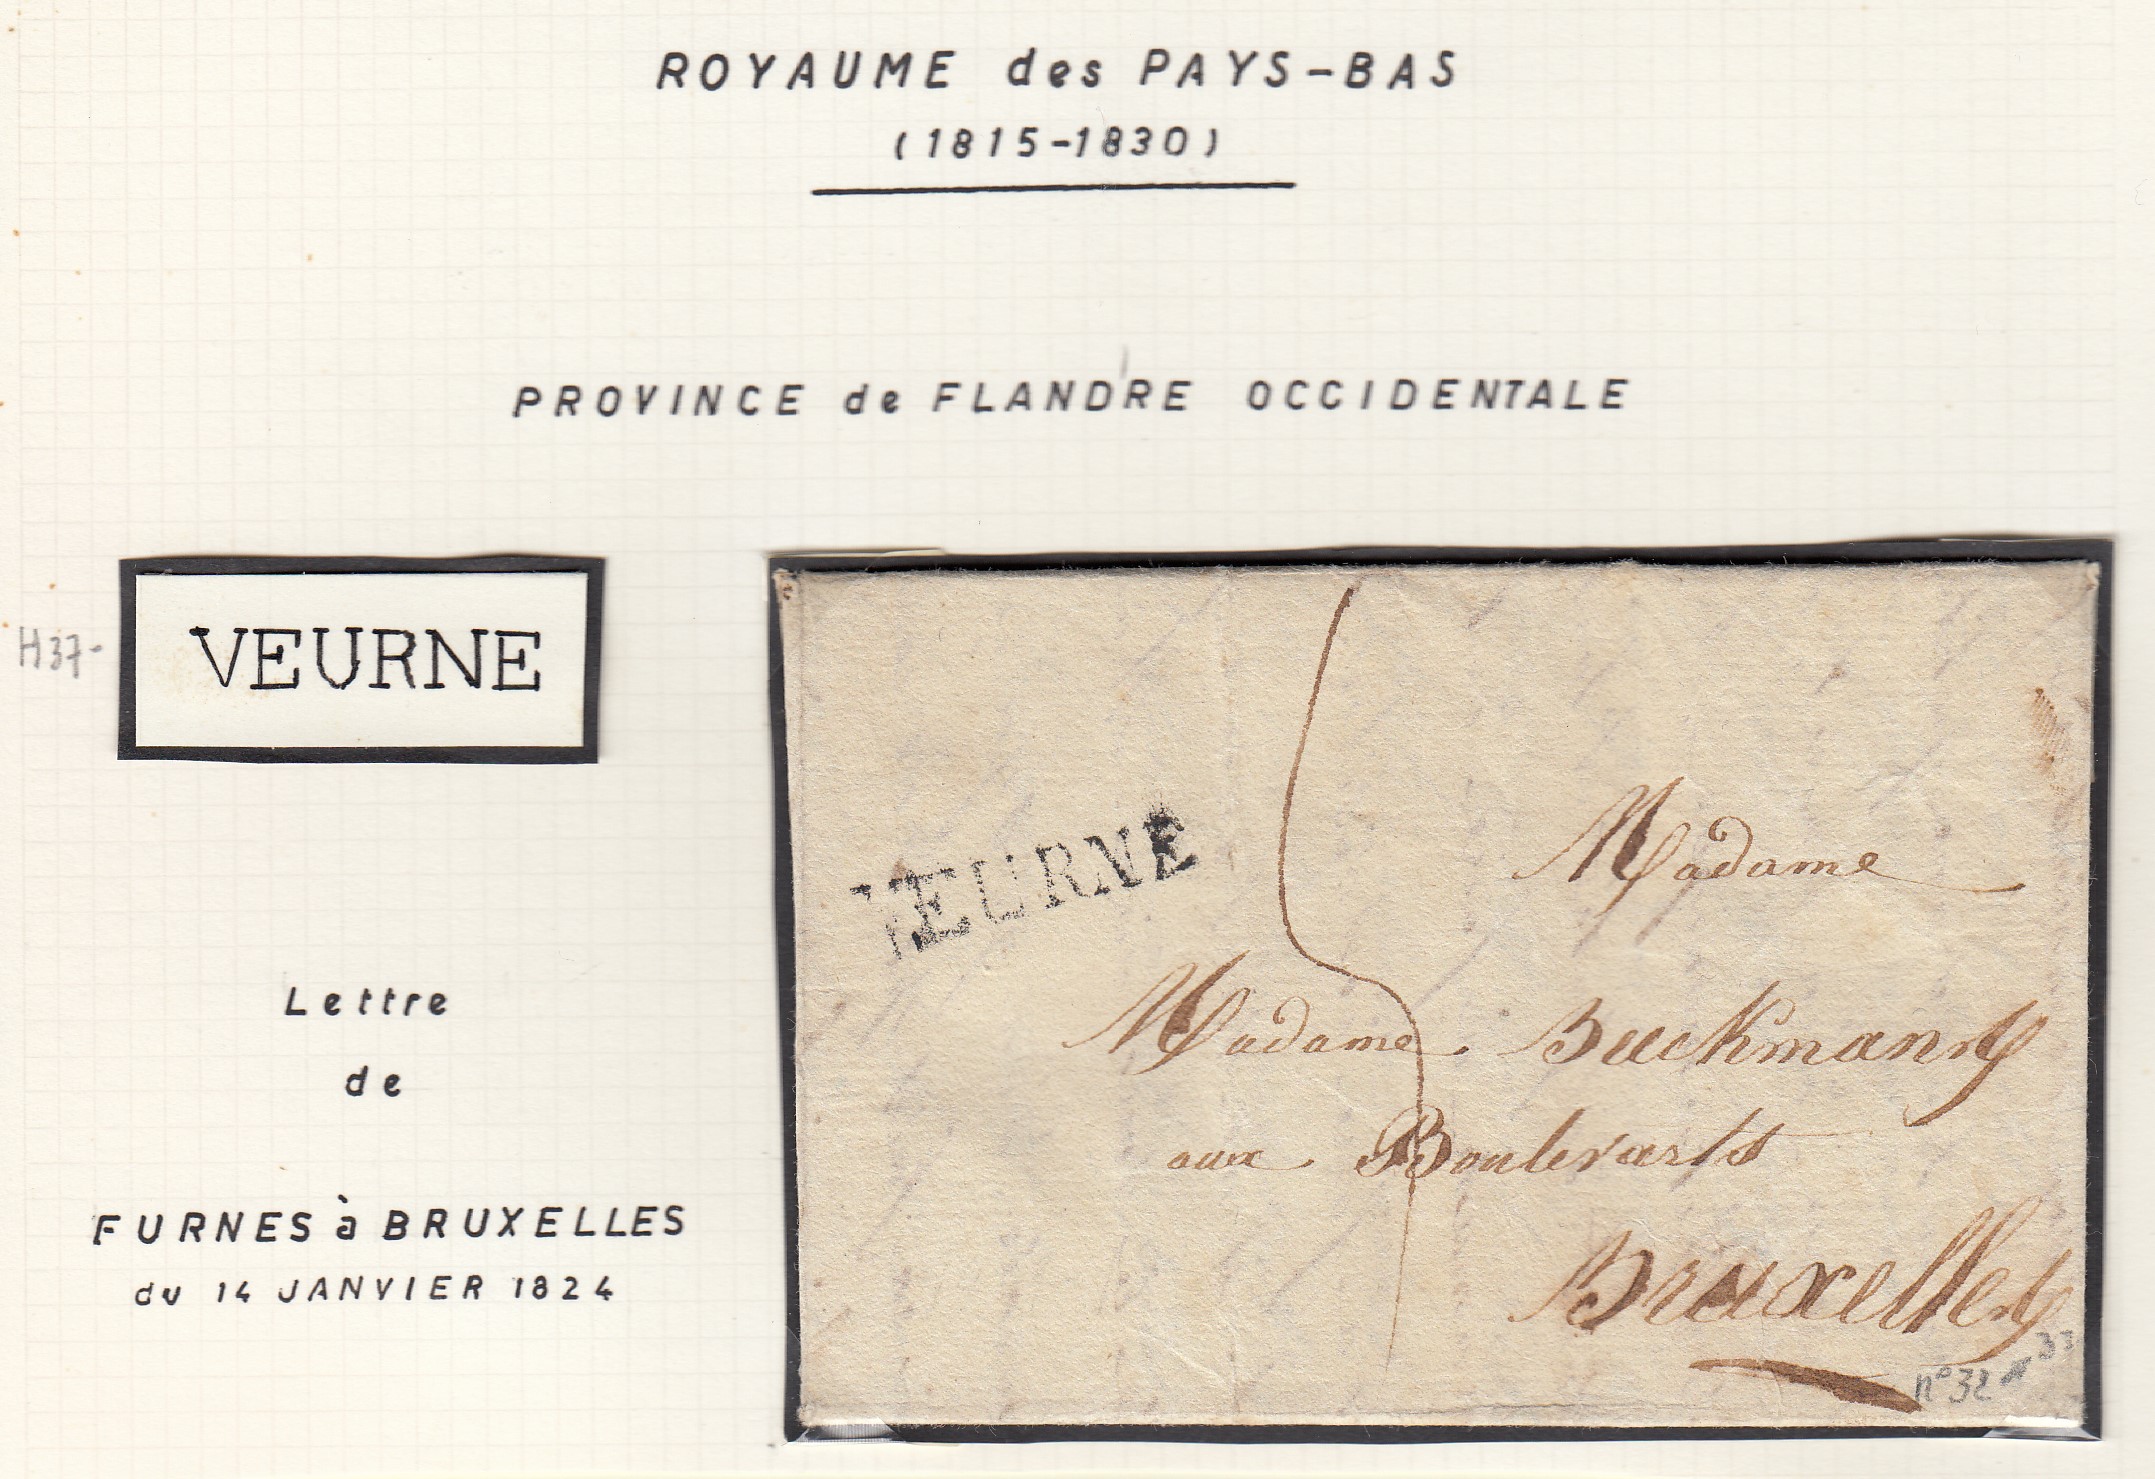 ROYAUME des PAYS-BAS
(1815-1830)
PROVINCE de FLANDRE OCCIDENTALE
H37-
VEURNE
Lettre
de
FURNES à BRUXELLES
du 14 JANVIER 1824
VEURNE
Madame
Madame
aux Boulevarts
Bruxelles
n° 32